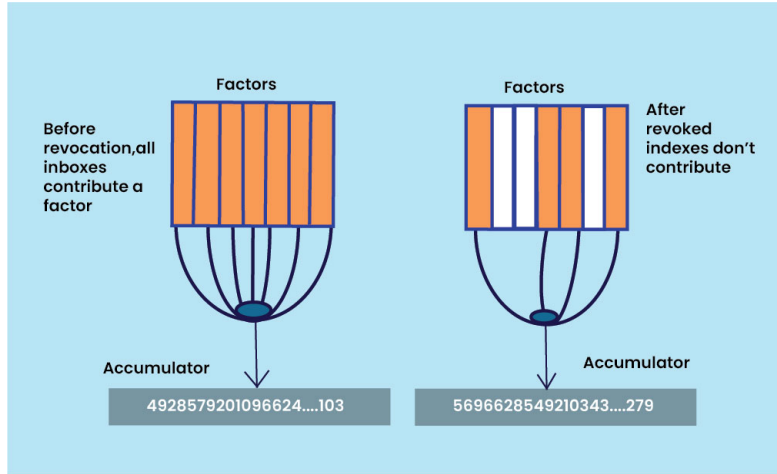 Factors
Before
revocation,all
inboxes
contribute a
factor
Accumulator
4928579201096624....103
Factors
After
revoked
indexes don't
contribute
Accumulator
5696628549210343....279